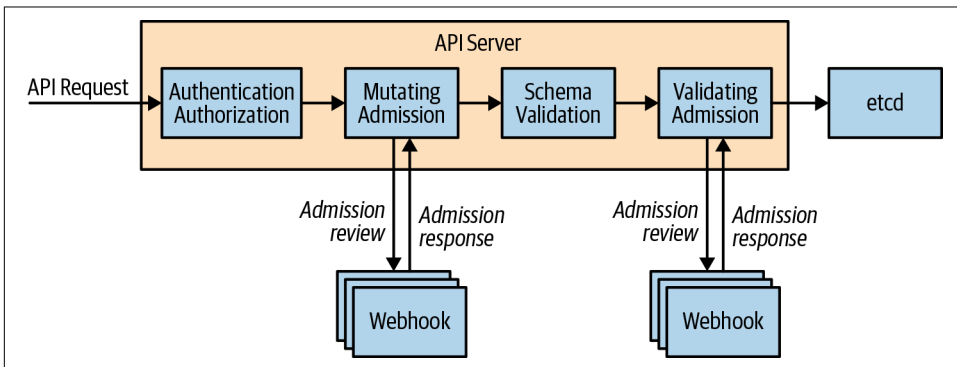 API Server
API Request
Authentication
Authorization
Mutating
Admission
Schema
Validation
Validating
Admission
etcd
Admission
review
Admission
response
Admission
review
Admission
response
Webhook
Webhook